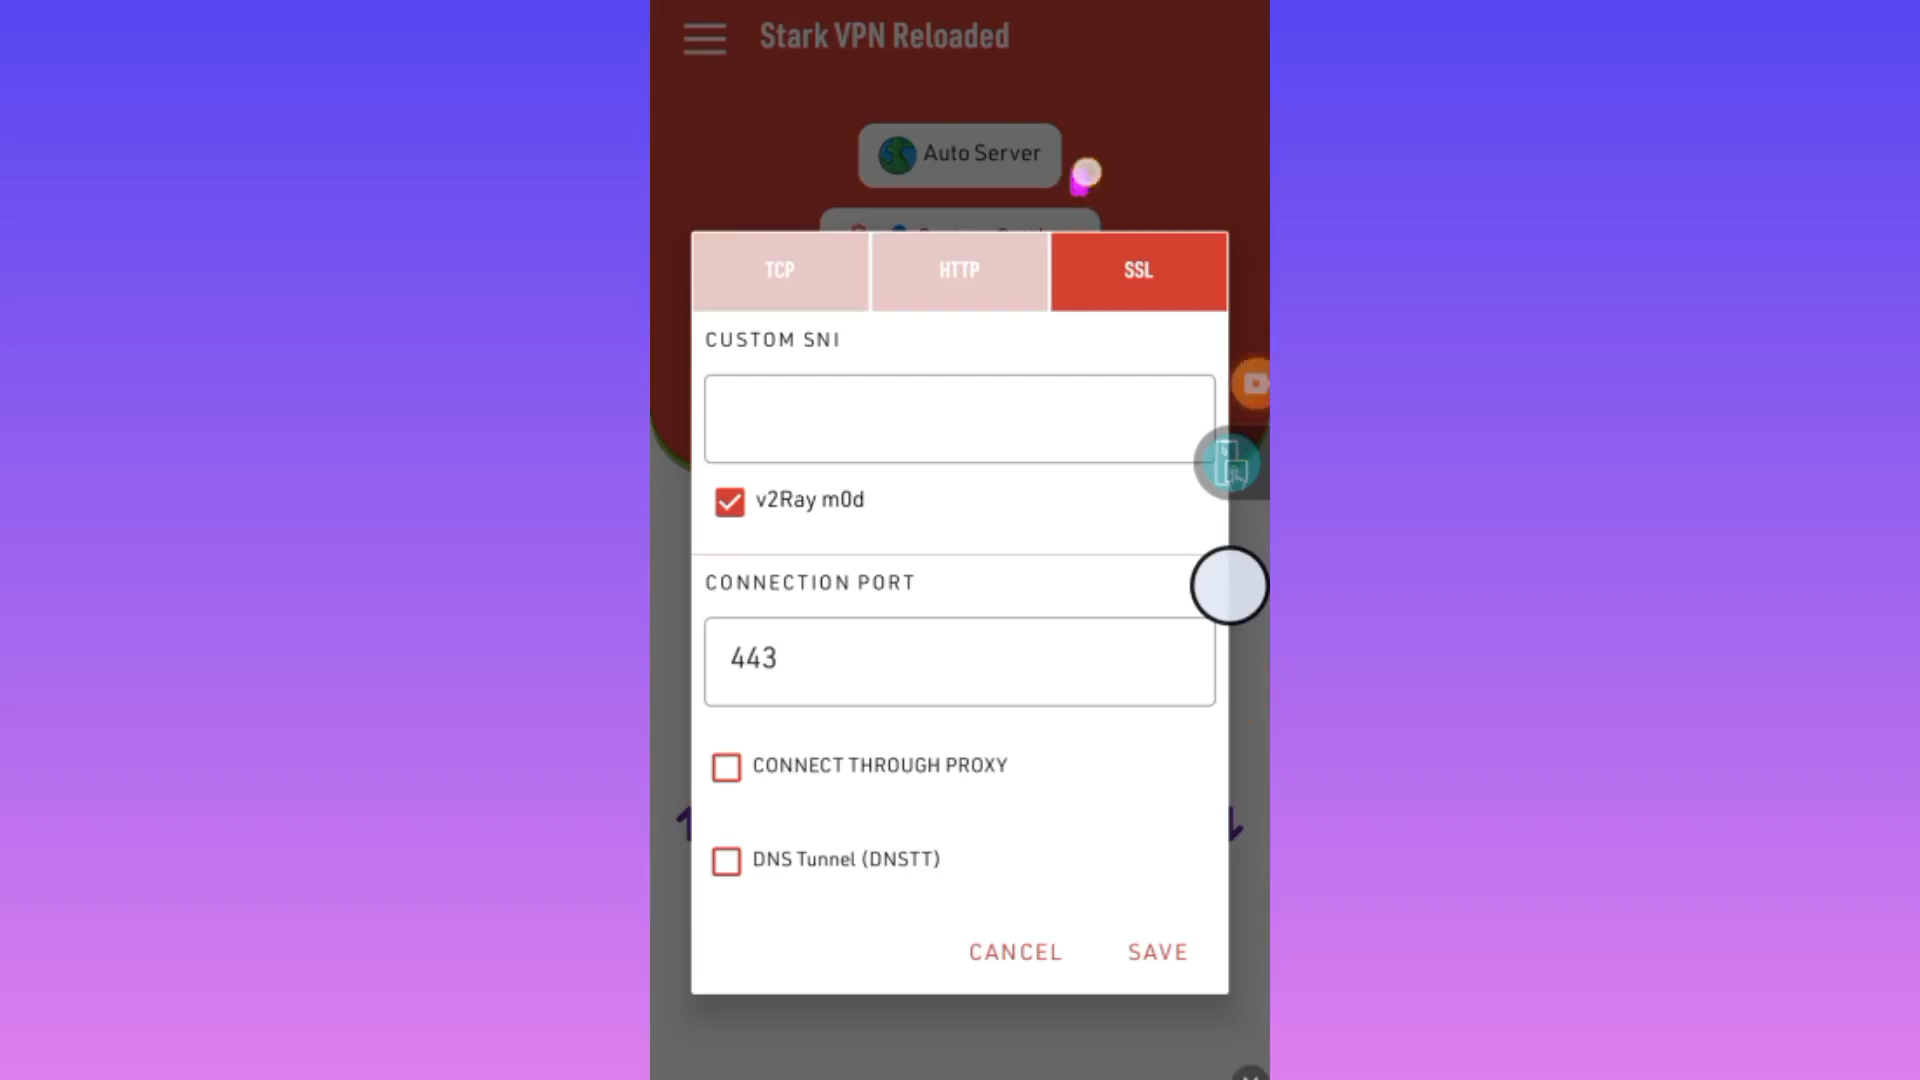 Stark VPN Reloaded
Auto Server
TCP
HTTP
SSL
CUSTOM SNI
v2Ray m0d
CONNECTION PORT
443
CONNECT THROUGH PROXY
DNS Tunnel (DNSTT)
CANCEL
SAVE